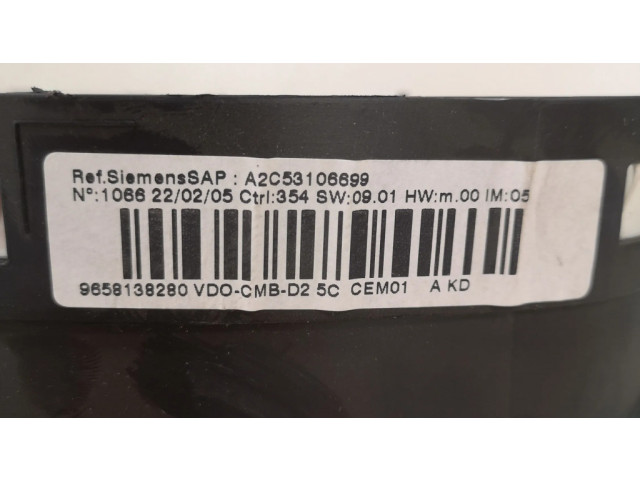 Ref.SiemensSAP : A2C53106699
N°:1066 22/02/05 Ctrl:354 SW:09.01 HW:m.00 IM:05
9658138280 VDO-CMB-D2 5C CEM01 A KD